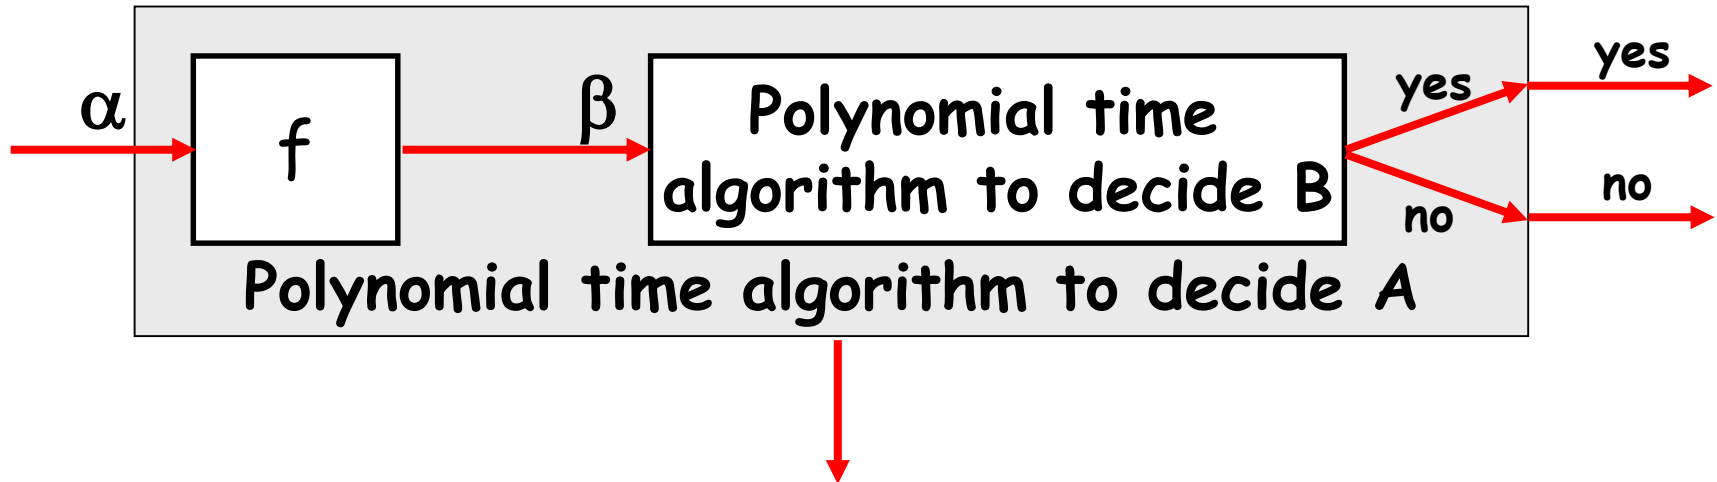 α
f
β
Polynomial time
algorithm to decide B
yes
no
yes
no
Polynomial time algorithm to decide A